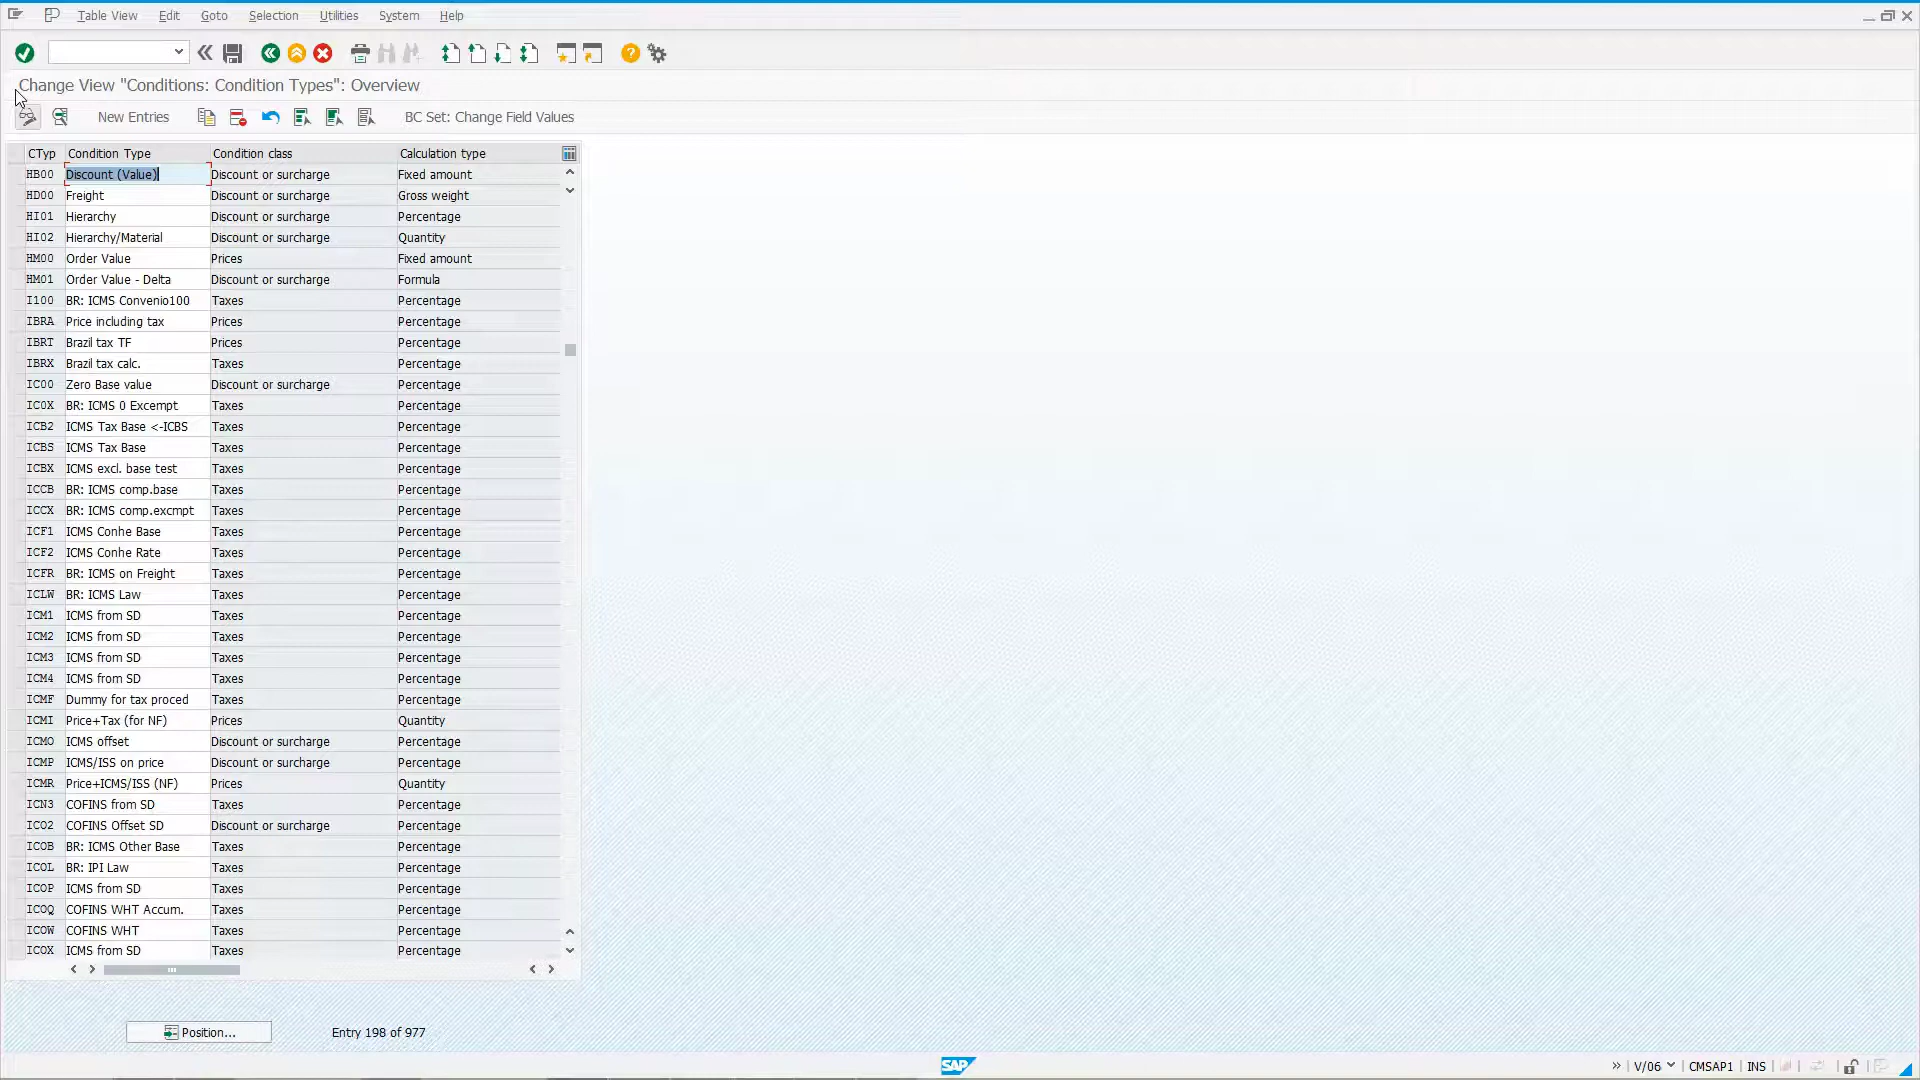 Table View Edit Goto Selection Utilities System Help
Change View "Conditions: Condition Types": Overview
New Entries BC Set: Change Field Values
CTyp Condition Type Condition class Calculation type
HB00 Discount (Value) Discount or surcharge Fixed amount
HD00 Freight Discount or surcharge Gross weight
HI01 Hierarchy Discount or surcharge Percentage
HI02 Hierarchy/Material Discount or surcharge Quantity
HM00 Order Value Prices Fixed amount
HM01 Order Value - Delta Discount or surcharge Formula
I100 BR: ICMS Convenio100 Taxes Percentage
IBRA Price including tax Prices Percentage
IBRT Brazil tax TF Prices Percentage
IBRX Brazil tax calc. Taxes Percentage
IC00 Zero Base value Discount or surcharge Percentage
IC0X BR: ICMS 0 Excempt Taxes Percentage
ICB2 ICMS Tax Base <-ICBS Taxes Percentage
ICBS ICMS Tax Base Taxes Percentage
ICBX ICMS excl. base test Taxes Percentage
ICCB BR: ICMS comp.base Taxes Percentage
ICCX BR: ICMS comp.excmpt Taxes Percentage
ICF1 ICMS Conhe Base Taxes Percentage
ICF2 ICMS Conhe Rate Taxes Percentage
ICFR BR: ICMS on Freight Taxes Percentage
ICLW BR: ICMS Law Taxes Percentage
ICM1 ICMS from SD Taxes Percentage
ICM2 ICMS from SD Taxes Percentage
ICM3 ICMS from SD Taxes Percentage
ICM4 ICMS from SD Taxes Percentage
ICMF Dummy for tax proced Taxes Percentage
ICMI Price+Tax (for NF) Prices Quantity
ICMO ICMS offset Discount or surcharge Percentage
ICMP ICMS/ISS on price Discount or surcharge Percentage
ICMR Price+ICMS/ISS (NF) Prices Quantity
ICN3 COFINS from SD Taxes Percentage
ICO2 COFINS Offset SD Discount or surcharge Percentage
ICOB BR: ICMS Other Base Taxes Percentage
ICOL BR: IPI Law Taxes Percentage
ICOP ICMS from SD Taxes Percentage
ICOQ COFINS WHT Accum. Taxes Percentage
ICOW COFINS WHT Taxes Percentage
ICOX ICMS from SD Taxes Percentage
Position... Entry 198 of 977
SAP V/06 CMSAP1 INS